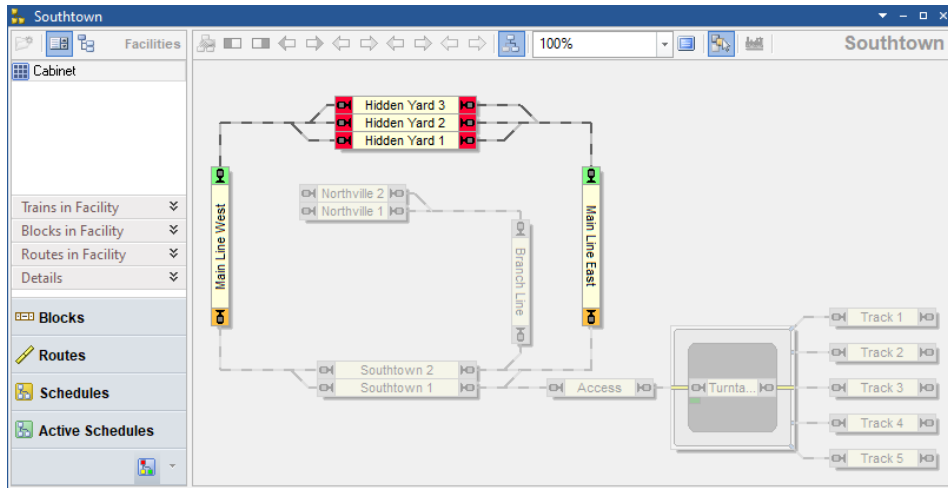 Southtown
Facilities
100%
Southtown
Cabinet
Trains in Facility
Blocks in Facility
Routes in Facility
Details
Blocks
Routes
Schedules
Active Schedules
Hidden Yard 3
Hidden Yard 2
Hidden Yard 1
Main Line West
Northville 2
Northville 1
Branch Line
Main Line East
Southtown 2
Southtown 1
Access
Turnta...
Track 1
Track 2
Track 3
Track 4
Track 5